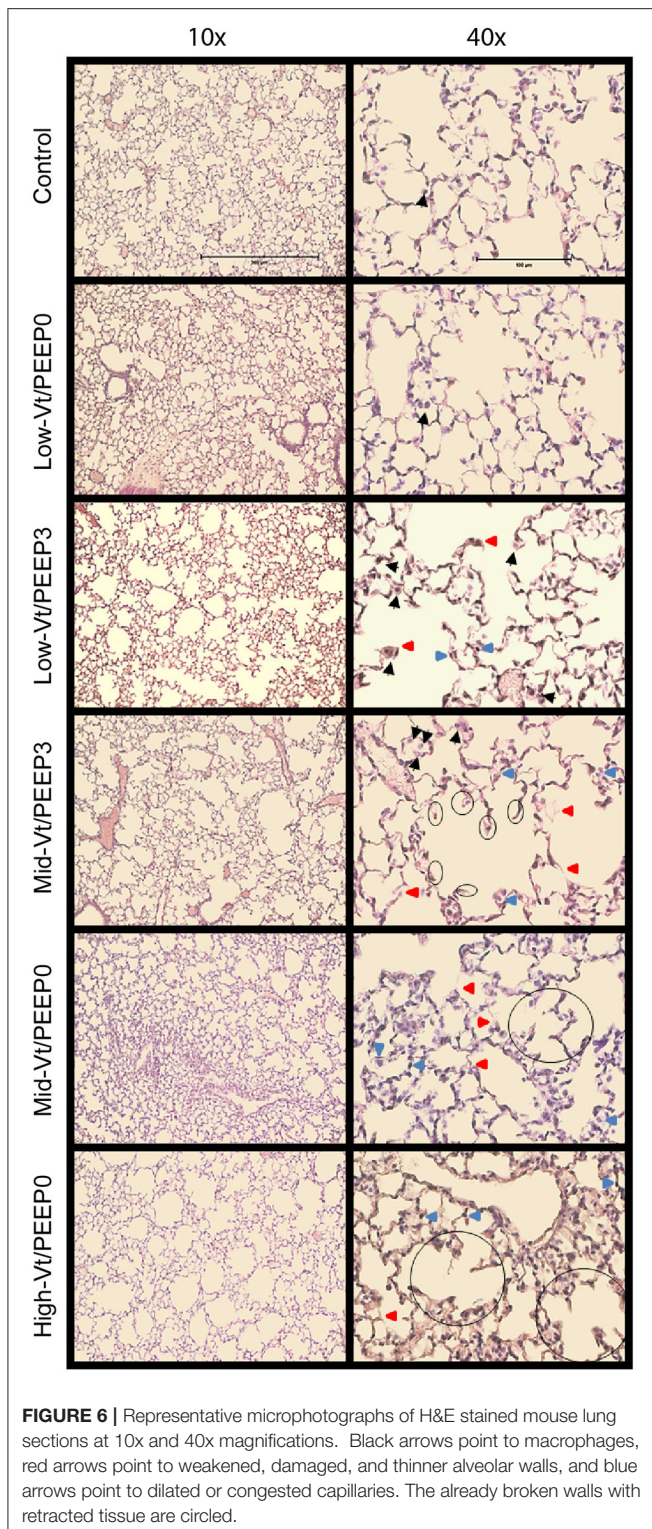 10x
40x
Control
100 µm
Low-Vt/PEEP0
Low-Vt/PEEP3
Mid-Vt/PEEP3
Mid-Vt/PEEP0
High-Vt/PEEP0
FIGURE 6 | Representative microphotographs of H&E stained mouse lung
sections at 10x and 40x magnifications. Black arrows point to macrophages,
red arrows point to weakened, damaged, and thinner alveolar walls, and blue
arrows point to dilated or congested capillaries. The already broken walls with
retracted tissue are circled.